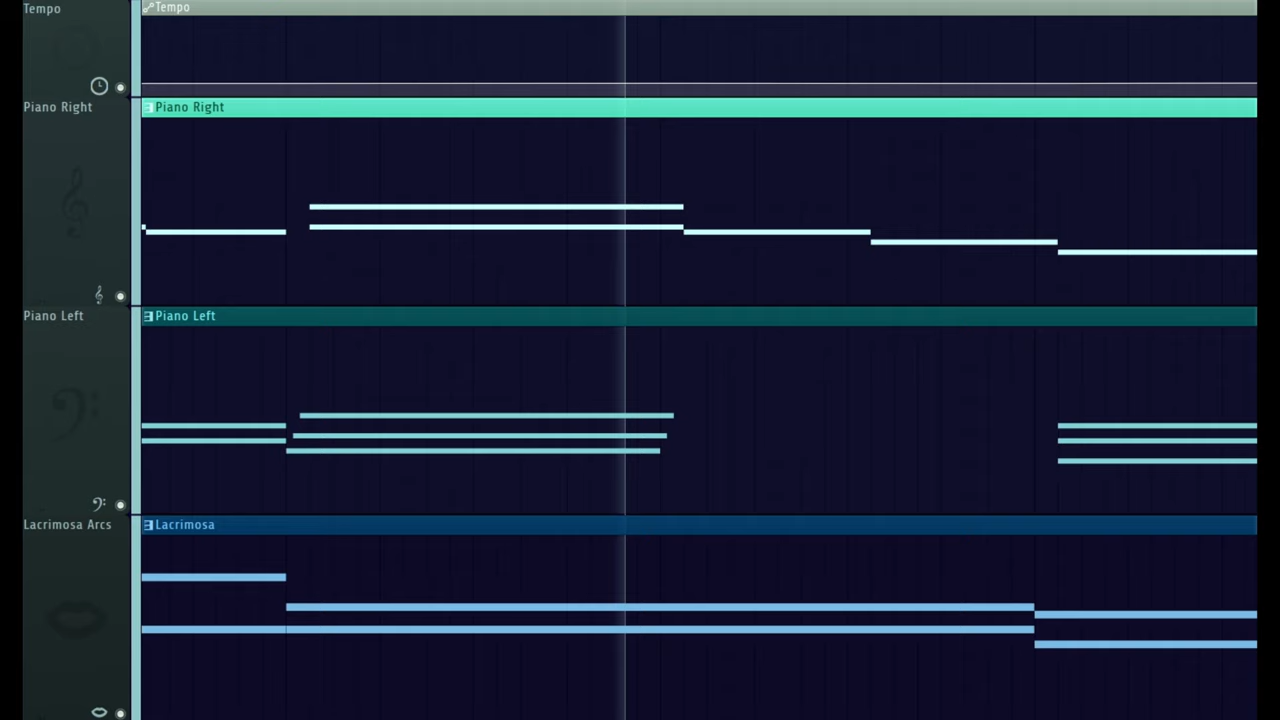 Tempo
Tempo
Piano Right
Piano Right
Piano Left
Piano Left
Lacrimosa Arcs
Lacrimosa